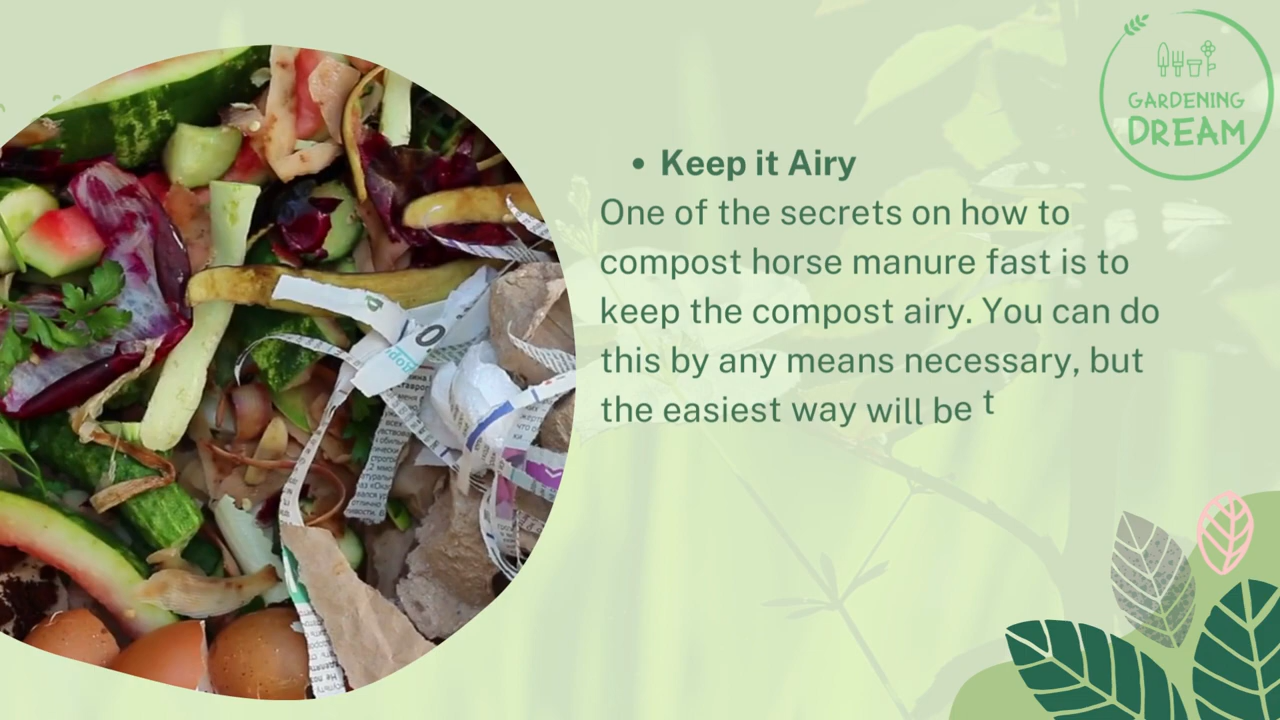 GARDENING
DREAM
• Keep it Airy
One of the secrets on how to
compost horse manure fast is to
keep the compost airy. You can do
this by any means necessary, but
the easiest way will be t